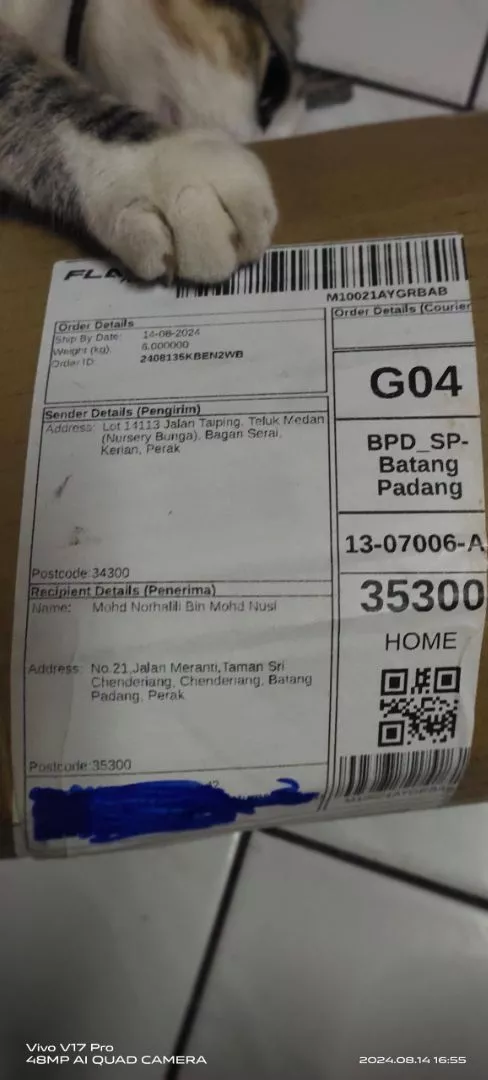 FLA
M10021AYGRBAB
Order Details
Ship By Date: 14-08-2024
Weight (kg): 6.000000
Order ID: 2408135KBEN2WB
Order Details (Courier
G04
BPD_SP-
Batang
Padang
13-07006-A
35300
HOME
Sender Details (Pengirim)
Address: Lot 14113 Jalan Taiping, Teluk Medan
(Nursery Bunga), Bagan Serai,
Kerian, Perak
Postcode: 34300
Recipient Details (Penerima)
Name: Mohd Norhalili Bin Mohd Nusi
Address: No.21,Jalan Meranti,Taman Sri
Chenderiang, Chenderiang, Batang
Padang, Perak
Postcode: 35300
Vivo V17 Pro
48MP AI QUAD CAMERA
2024.08.14 16:55